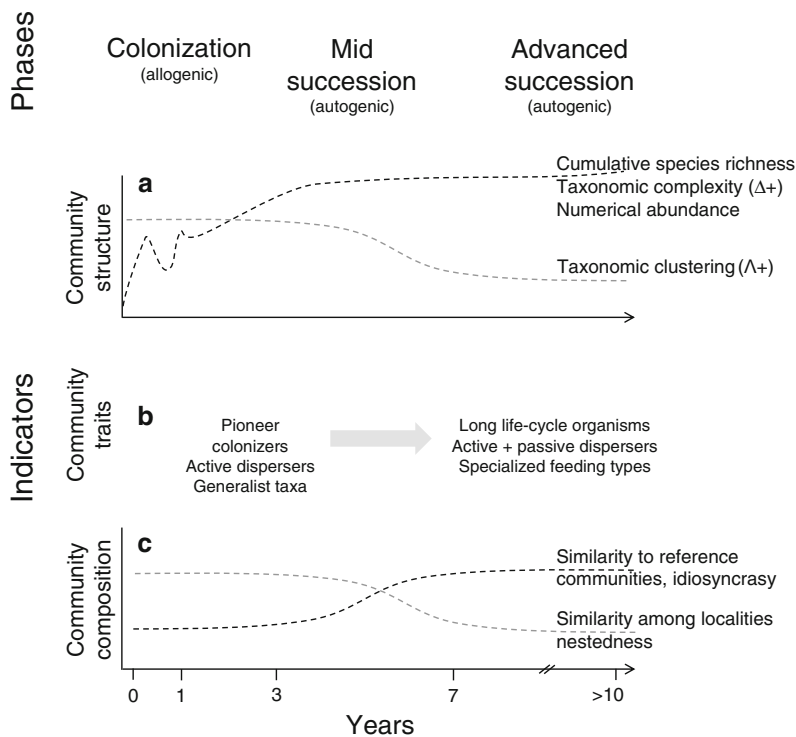 Phases
Colonization
(allogenic)
Mid
succession
(autogenic)
Advanced
succession
(autogenic)
Indicators
Community
structure
a
Cumulative species richness
Taxonomic complexity (Δ+)
Numerical abundance
Taxonomic clustering (Λ+)
Community
traits
b
Pioneer
colonizers
Active dispersers
Generalist taxa
Long life-cycle organisms
Active + passive dispersers
Specialized feeding types
Community
composition
c
Similarity to reference
communities, idiosyncrasy
Similarity among localities
nestedness
0 1 3 7 >10
Years